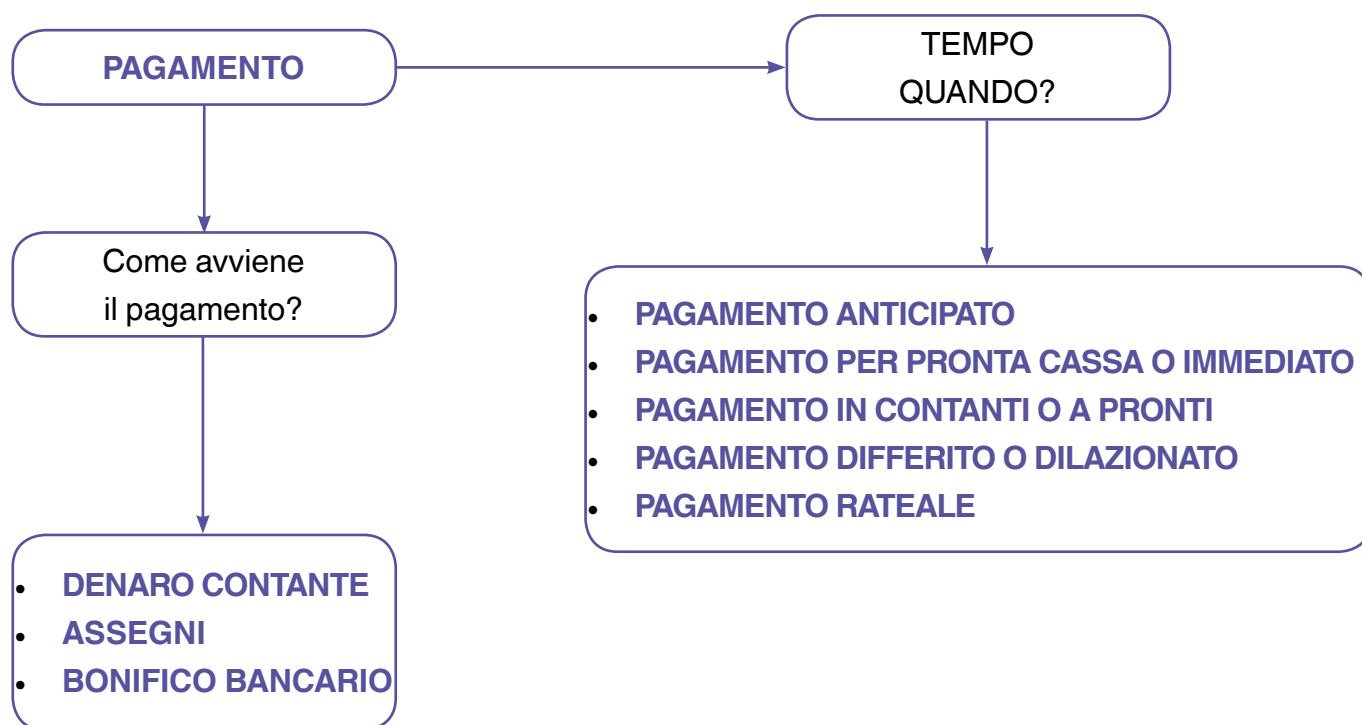 PAGAMENTO
TEMPO
QUANDO?
Come avviene
il pagamento?
• PAGAMENTO ANTICIPATO
• PAGAMENTO PER PRONTA CASSA O IMMEDIATO
• PAGAMENTO IN CONTANTI O A PRONTI
• PAGAMENTO DIFFERITO O DILAZIONATO
• PAGAMENTO RATEALE
• DENARO CONTANTE
• ASSEGNI
• BONIFICO BANCARIO